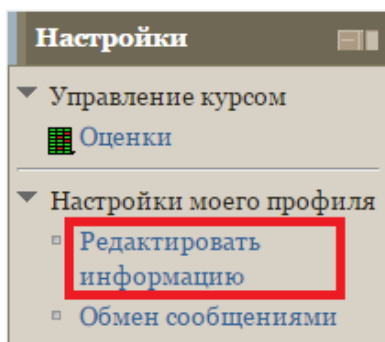 Настройки
Управление курсом
Оценки
Настройки моего профиля
Редактировать
информацию
Обмен сообщениями